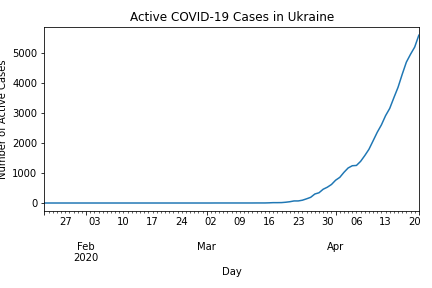 Active COVID-19 Cases in Ukraine
5000
4000
3000
2000
1000
0
Number of Active Cases
27 03 10 17 24 02 09 16 23 30 06 13 20
Feb Mar Apr
2020
Day